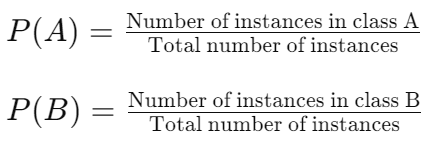 P(A) = Number of instances in class A / Total number of instances
P(B) = Number of instances in class B / Total number of instances